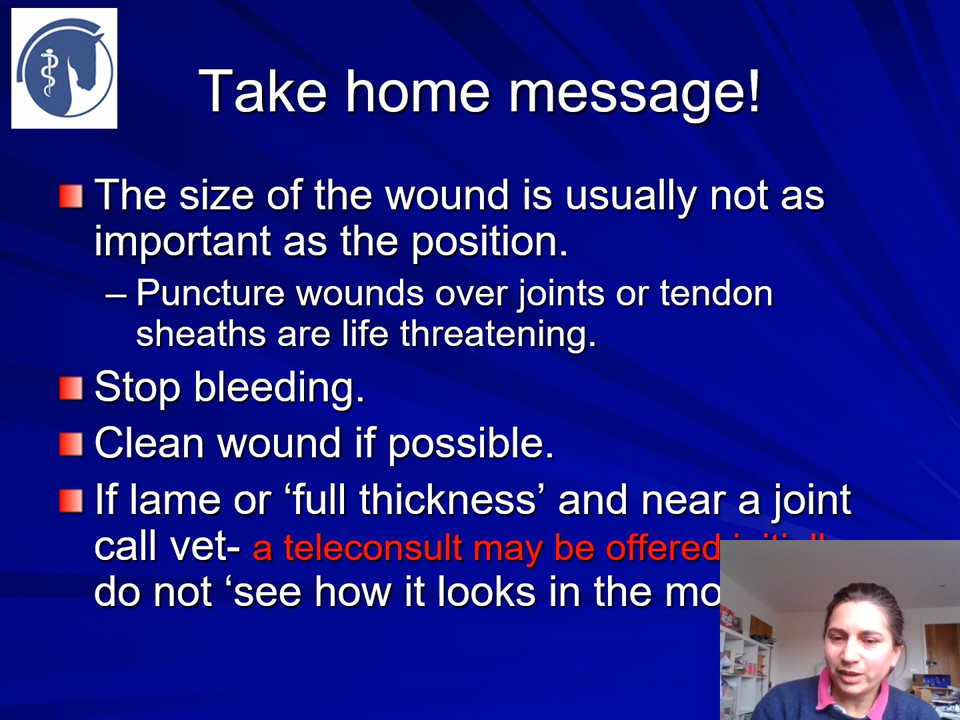 Take home message!
The size of the wound is usually not as
important as the position.
– Puncture wounds over joints or tendon
sheaths are life threatening.
Stop bleeding.
Clean wound if possible.
If lame or ‘full thickness’ and near a joint
call vet- a teleconsult may be offered
do not ‘see how it looks in the